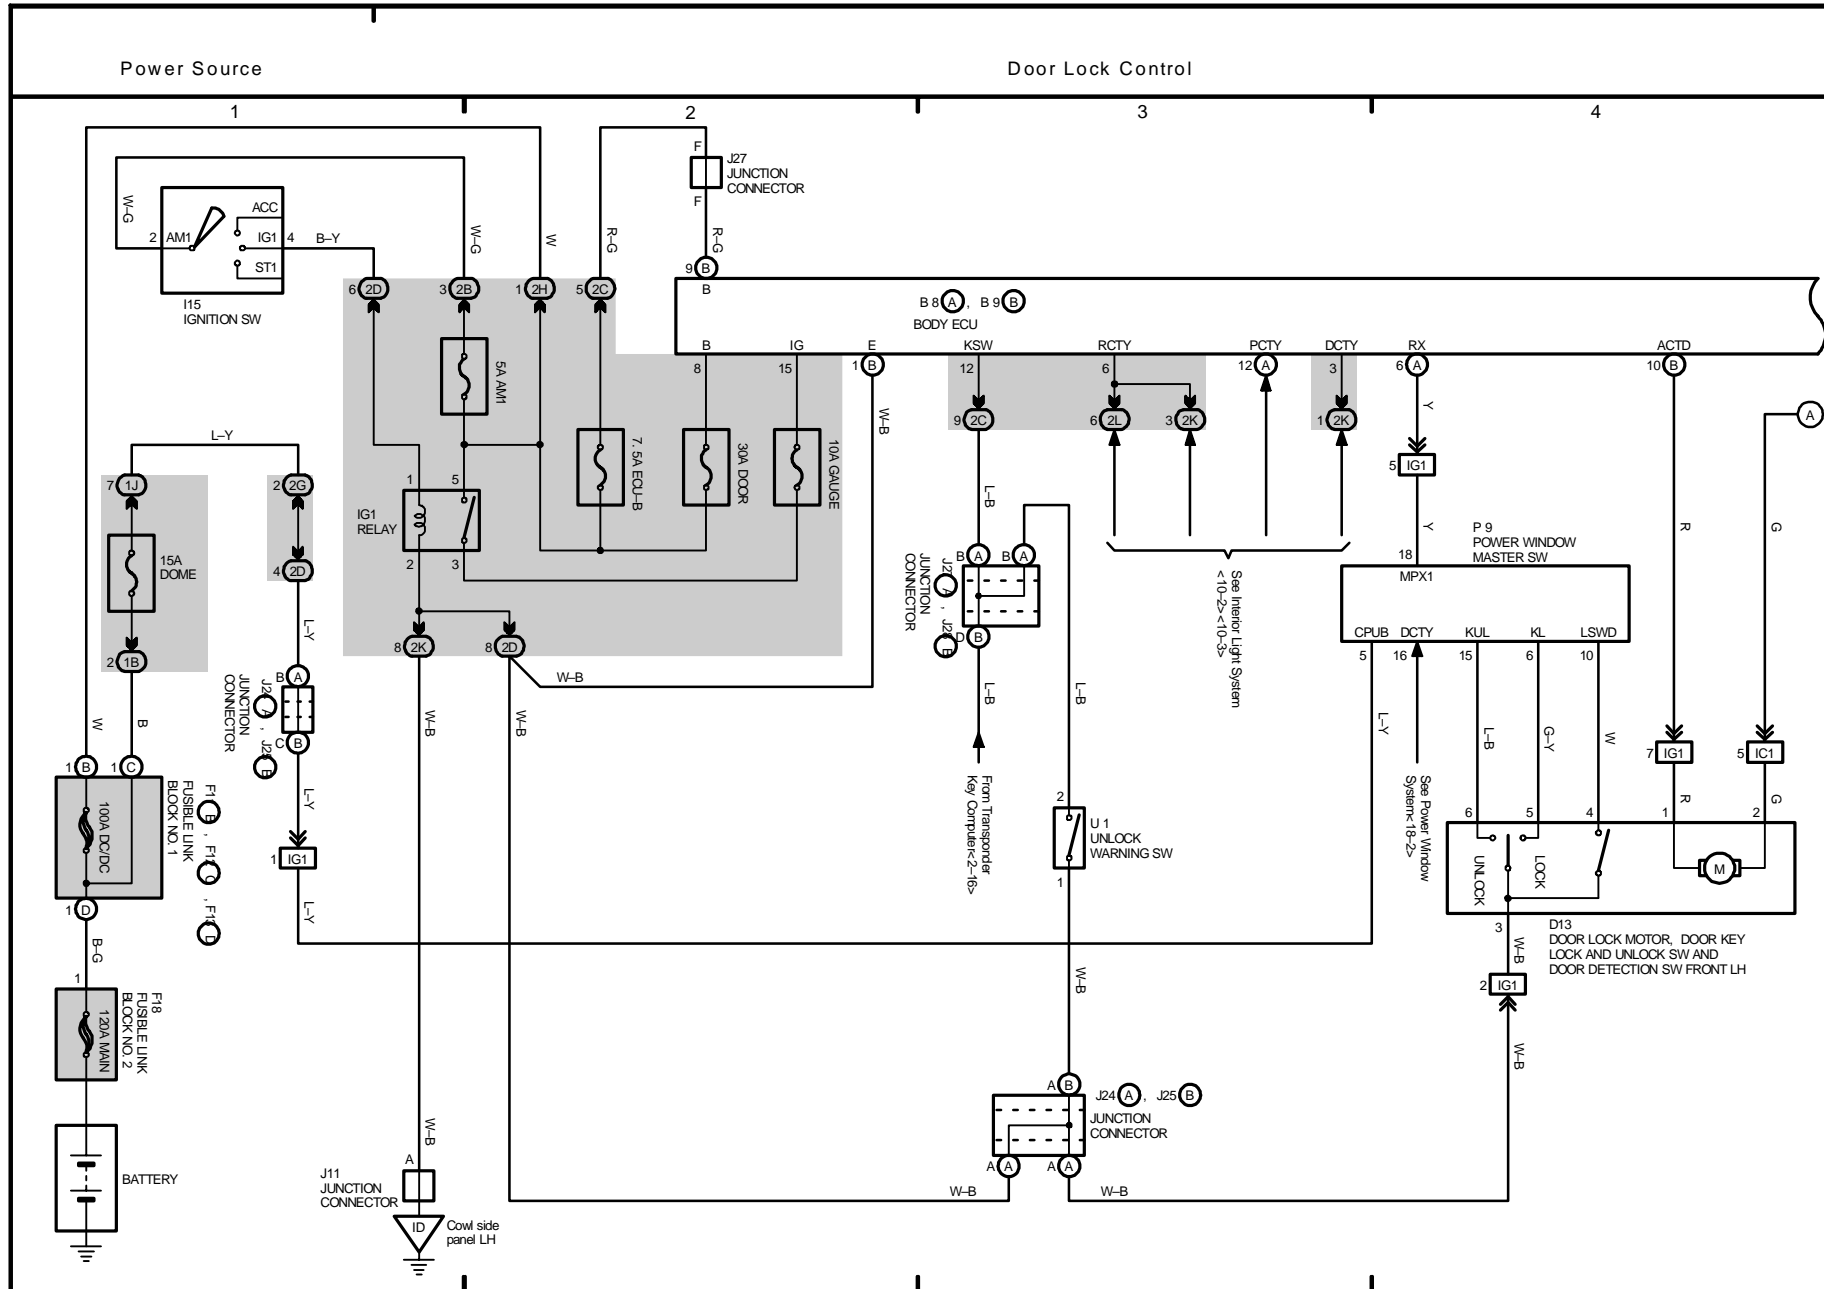 Power Source
Door Lock Control
1
2
3
4
W–G
2
AM1
ACC
IG1
ST1
4
B–Y
I15
IGNITION SW
W–G
W
R–G
F
F
J27
JUNCTION
CONNECTOR
R–G
6 2D
3 2B
1 2H
5 2C
9 B
B
B 8 A , B 9 B
BODY ECU
B
IG
E
KSW
RCTY
PCTY
DCTY
RX
ACTD
8
15
1 B
12
6
12 A
3
6 A
10 B
5A AM1
7. 5A ECU–B
30A DOOR
10A GAUGE
W–B
9 2C
6 2L
3 2K
1 2K
Y
A
L–Y
7 1J
2 2G
15A
DOME
4 2D
2 1B
1
5
IG1
RELAY
2
3
8 2K
8 2D
W–B
L–B
5 IG1
Y
R
G
B A
B A
D B
J27 A , J28 B
JUNCTION
CONNECTOR
See Interior Light System
<10–2><10–3>
P 9
POWER WINDOW
MASTER SW
18
MPX1
CPUB
DCTY
KUL
KL
LSWD
5
16
15
6
10
L–Y
B A
C B
J24 A , J25 B
JUNCTION
CONNECTOR
L–Y
W
B
W–B
W–B
L–B
L–B
L–Y
L–B
G–Y
W
7 IG1
5 IC1
R
G
1 B
1 C
100A DC/DC
FUSIBLE LINK
BLOCK NO. 1
F11 B , F12 C , F13 D
1 D
1 IG1
L–Y
From Transponder
Key Computer<2–16>
2
U 1
UNLOCK
WARNING SW
1
See Power Window
System<18–2>
6
5
4
1
2
UNLOCK
LOCK
M
3
D13
DOOR LOCK MOTOR, DOOR KEY
LOCK AND UNLOCK SW AND
DOOR DETECTION SW FRONT LH
B–G
1
120A MAIN
F18
FUSIBLE LINK
BLOCK NO. 2
W–B
W–B
2 IG1
W–B
A B
J24 A , J25 B
JUNCTION
CONNECTOR
A A
A A
BATTERY
W–B
A
J11
JUNCTION
CONNECTOR
ID
Cowl side
panel LH
W–B
W–B